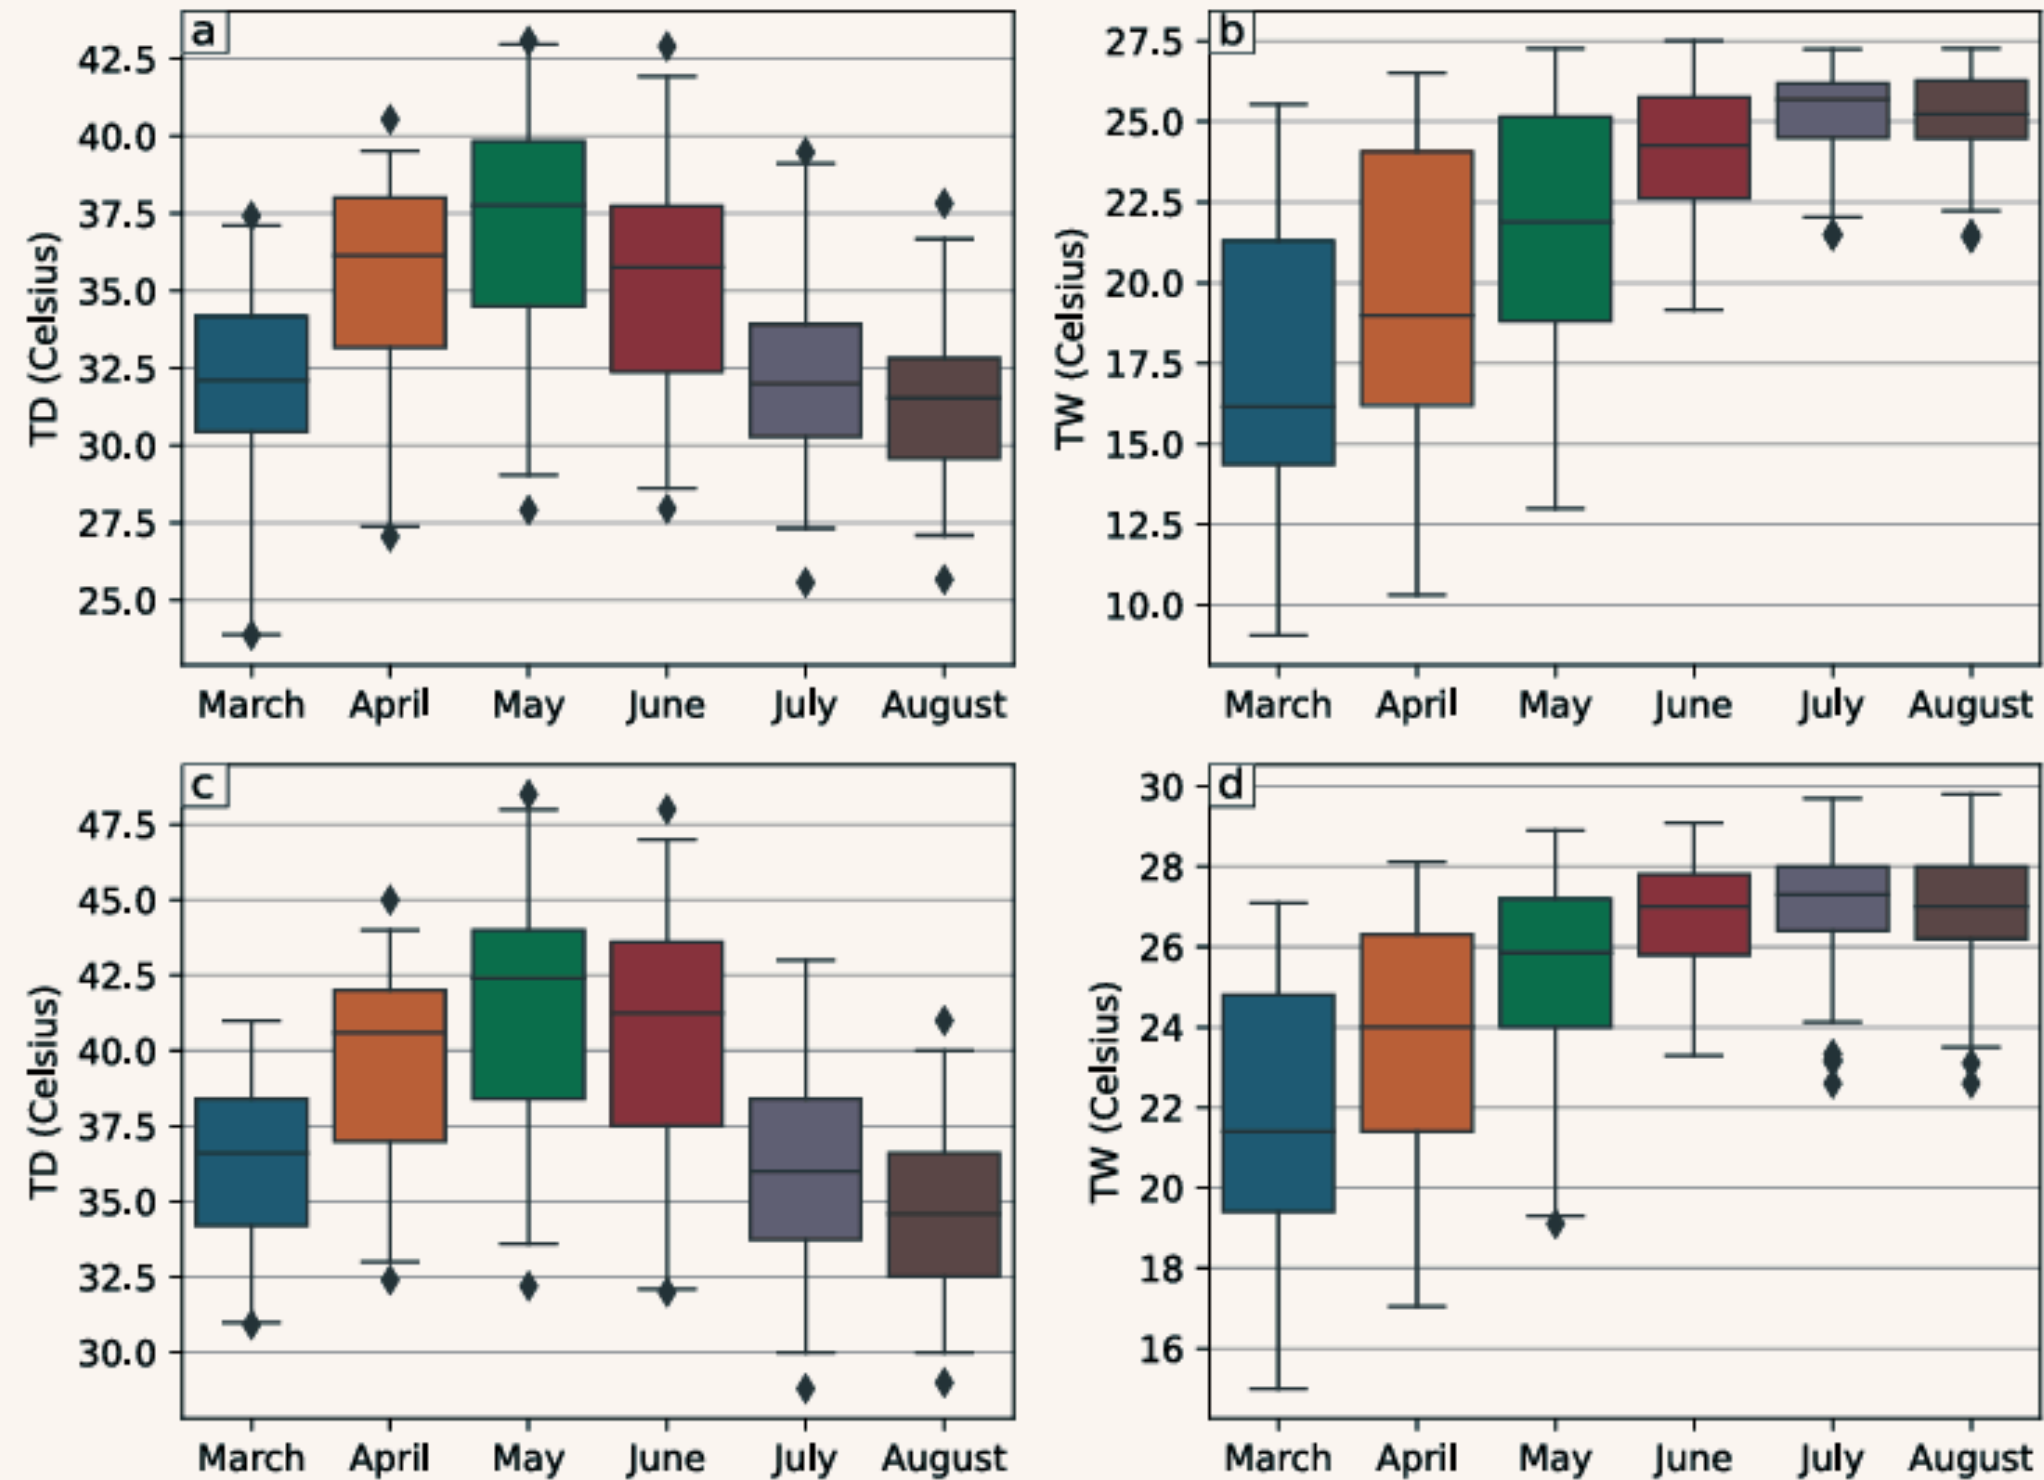 a
42.5
40.0
37.5
35.0
32.5
30.0
27.5
25.0
TD (Celsius)
March April May June July August
b
27.5
25.0
22.5
20.0
17.5
15.0
12.5
10.0
TW (Celsius)
March April May June July August
c
47.5
45.0
42.5
40.0
37.5
35.0
32.5
30.0
TD (Celsius)
March April May June July August
d
30
28
26
24
22
20
18
16
TW (Celsius)
March April May June July August